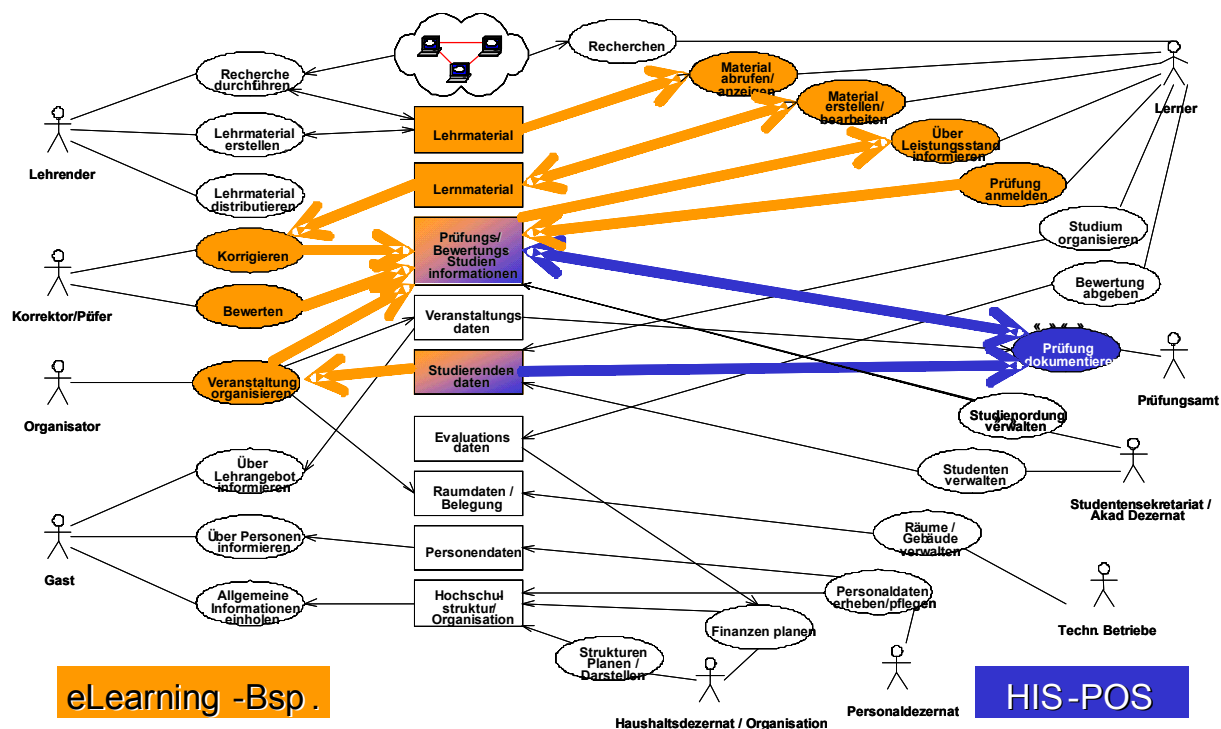 Recherchen
Recherche
durchführen
Material
abrufen/
anzeigen
Material
erstellen/
bearbeiten
Lerner
Lehrmaterial
Lehrmaterial
erstellen
Über
Leistungsstand
informieren
Lehrender
Lehrmaterial
distributieren
Lernmaterial
Prüfung
anmelden
Korrigieren
Prüfungs/
Bewertungs
Studien
informationen
Studium
organisieren
Korrektor/Prüfer
Bewerten
Bewertung
abgeben
Veranstaltungs
daten
Prüfung
dokumentieren
Prüfungsamt
Veranstaltung
organisieren
Studierenden
daten
Organisator
Studienordung
verwalten
Evaluations
daten
Über
Lehrangebot
informieren
Studenten
verwalten
Studentensekretariat /
Akad Dezernat
Raumdaten /
Belegung
Über Personen
informieren
Räume /
Gebäude
verwalten
Gast
Personendaten
Allgemeine
Informationen
einholen
Hochschul
struktur/
Organisation
Personaldaten
erheben/pflegen
Techn. Betriebe
Finanzen planen
Strukturen
Planen /
Darstellen
Personaldezernat
Haushaltsdezernat / Organisation
eLearning -Bsp .
HIS-POS